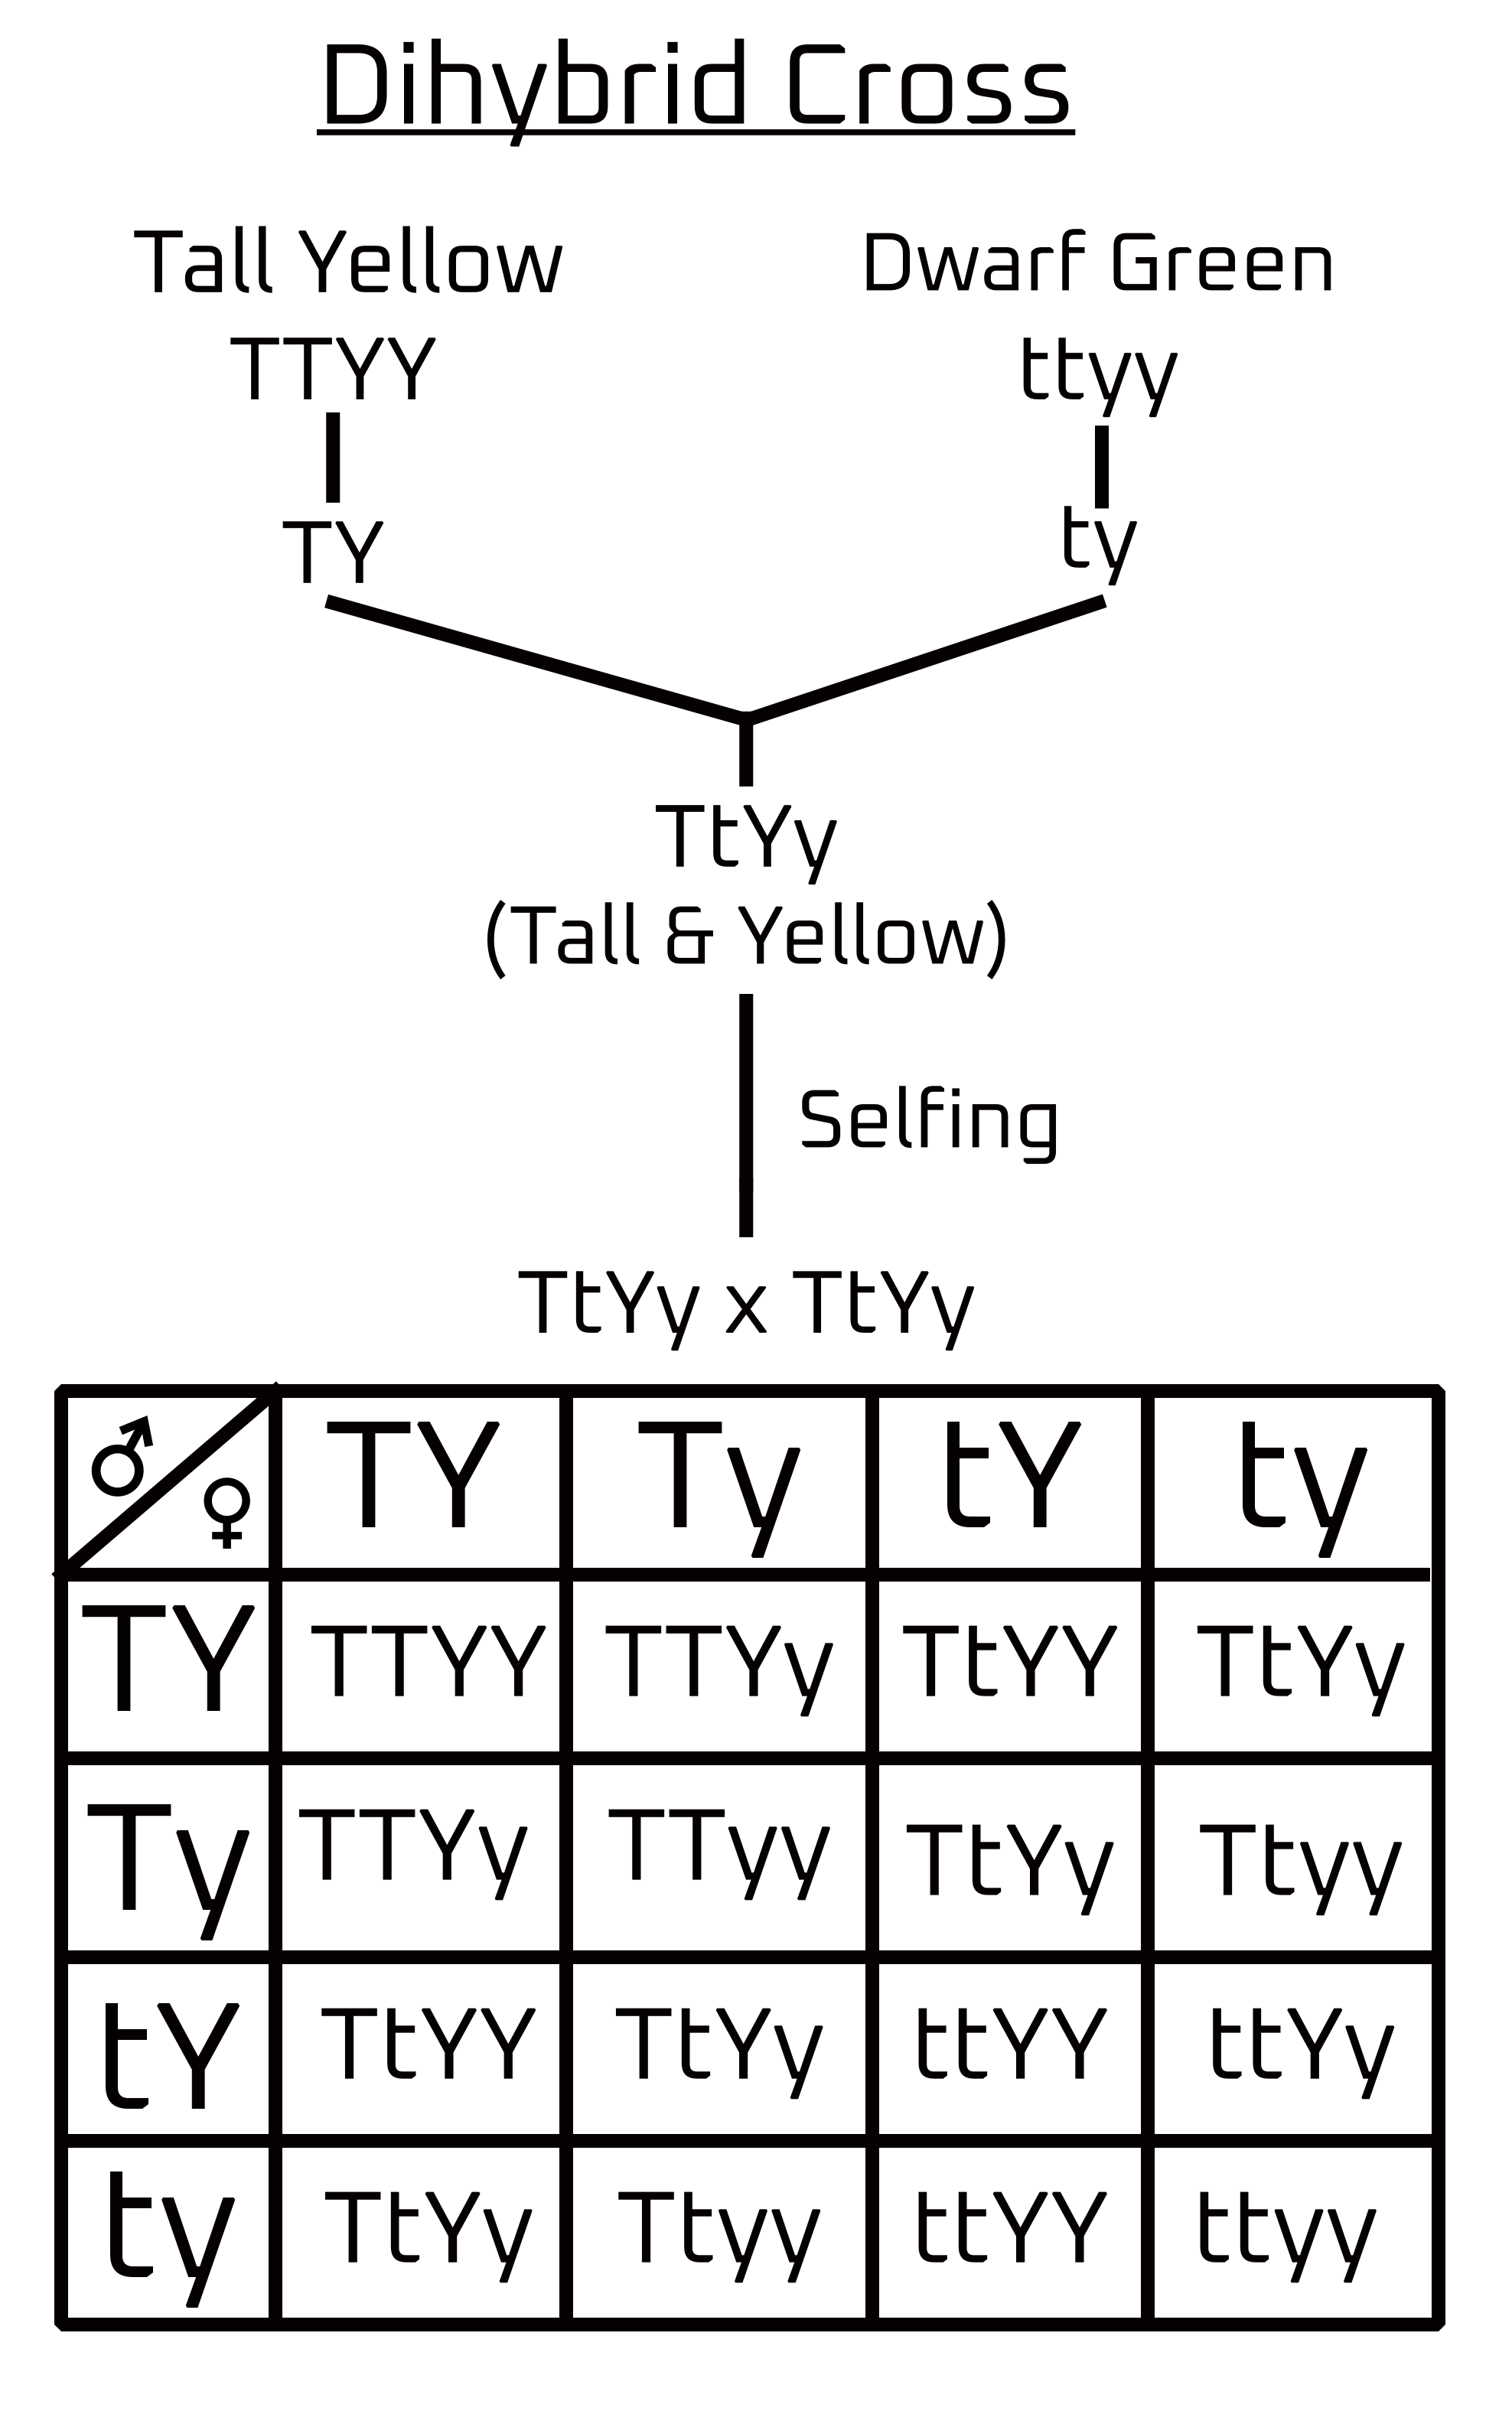 Dihybrid Cross
Tall Yellow Dwarf Green
TTYY ttyy
TY ty
TtYy
(Tall & Yellow)
Selfing
TtYy x TtYy
♂ ♀ TY Ty tY ty
TY TTYY TTYy TtYY TtYy
Ty TTYy TTyy TtYy Ttyy
tY TtYY TtYy ttYY ttYy
ty TtYy Ttyy ttYY ttyy